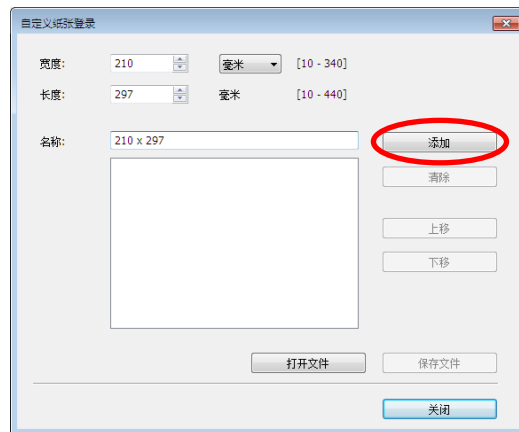 自定义纸张登录
宽度: 210 毫米 [10 - 340]
长度: 297 毫米 [10 - 440]
名称: 210 x 297 添加
清除
上移
下移
打开文件 保存文件
关闭